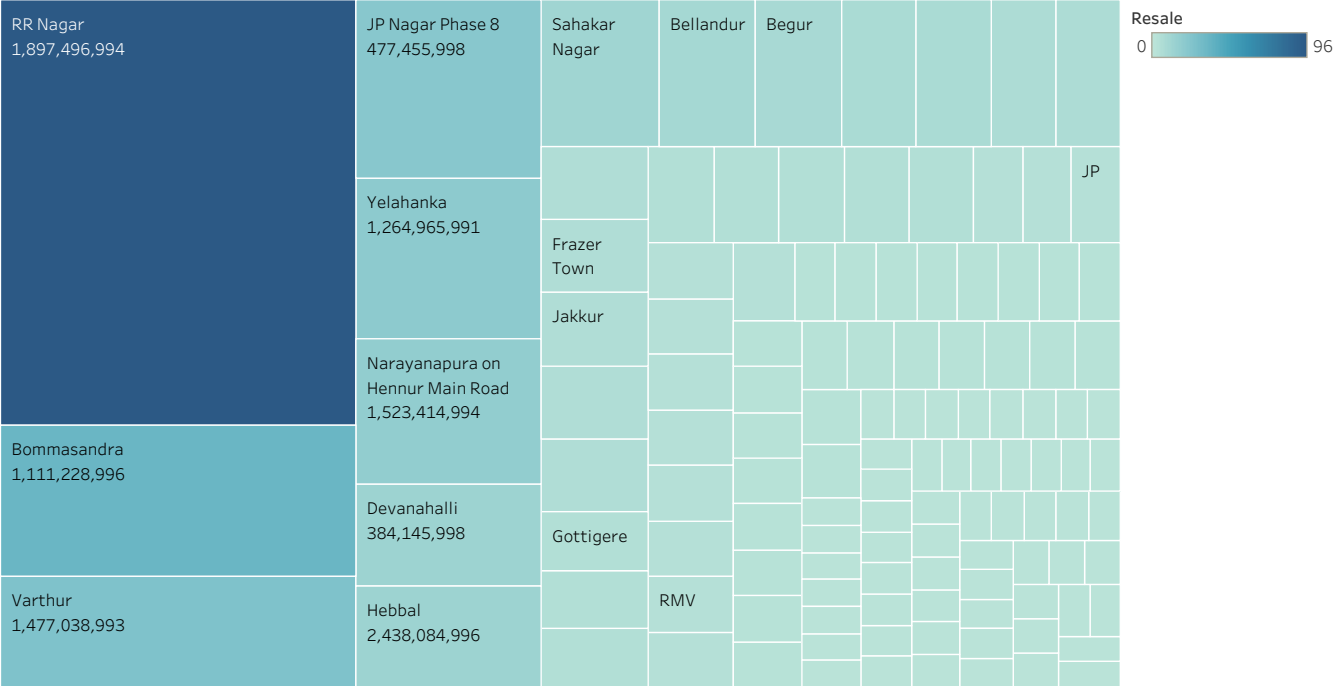 RR Nagar
1,897,496,994
Bommasandra
1,111,228,996
Varthur
1,477,038,993
JP Nagar Phase 8
477,455,998
Yelahanka
1,264,965,991
Narayanapura on
Hennur Main Road
1,523,414,994
Devanahalli
384,145,998
Hebbal
2,438,084,996
Sahakar
Nagar
Bellandur
Begur
JP
Frazer
Town
Jakkur
Gottigere
RMV
Resale
0 96